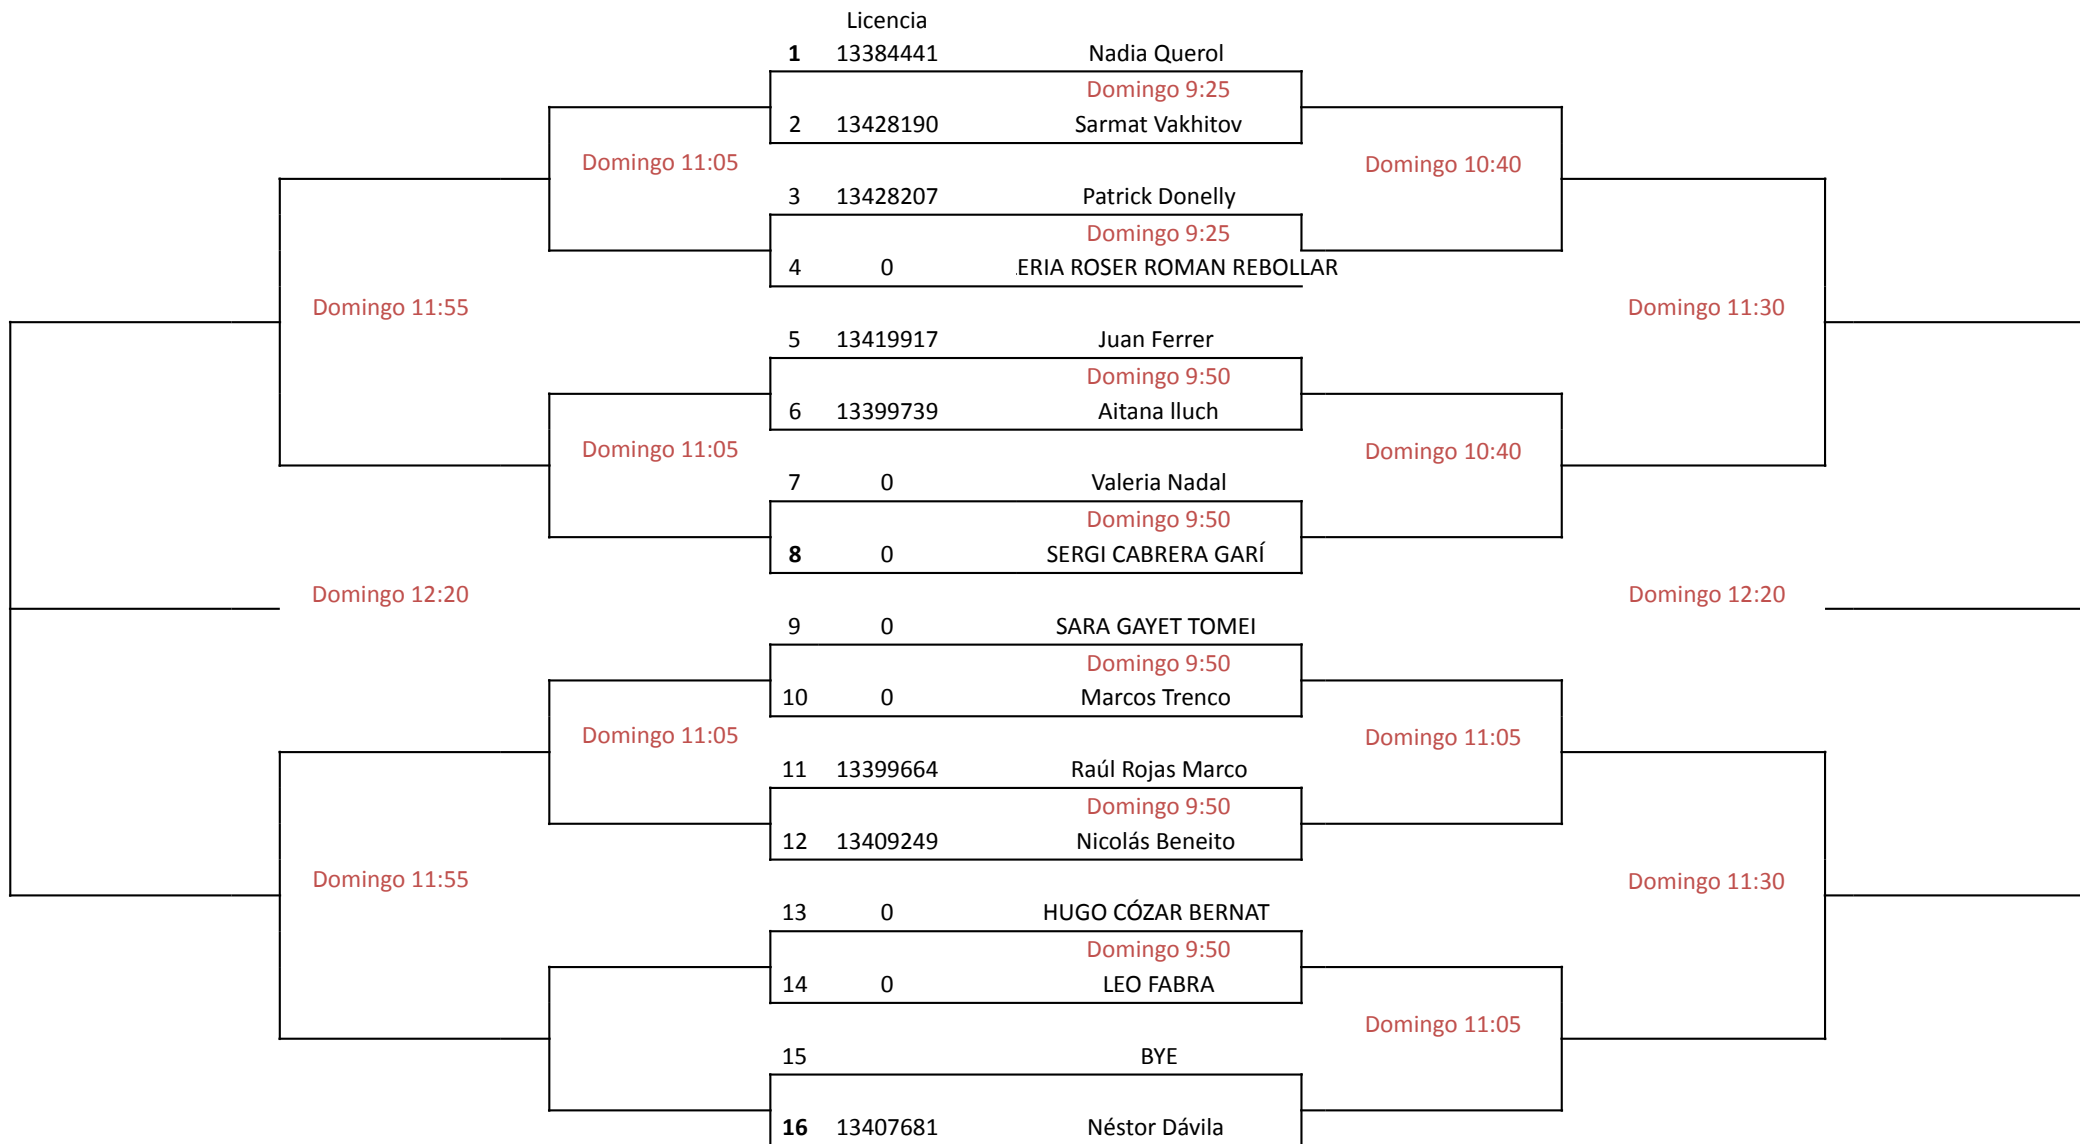 Licencia
1 13384441 Nadia Querol
Domingo 9:25
2 13428190 Sarmat Vakhitov
Domingo 11:05 Domingo 10:40
3 13428207 Patrick Donelly
Domingo 9:25
4 0 ERIA ROSER ROMAN REBOLLAR
Domingo 11:55 Domingo 11:30
5 13419917 Juan Ferrer
Domingo 9:50
6 13399739 Aitana lluch
Domingo 11:05 Domingo 10:40
7 0 Valeria Nadal
Domingo 9:50
8 0 SERGI CABRERA GARÍ
Domingo 12:20 Domingo 12:20
9 0 SARA GAYET TOMEI
Domingo 9:50
10 0 Marcos Trenco
Domingo 11:05 Domingo 11:05
11 13399664 Raúl Rojas Marco
Domingo 9:50
12 13409249 Nicolás Beneito
Domingo 11:55 Domingo 11:30
13 0 HUGO CÓZAR BERNAT
Domingo 9:50
14 0 LEO FABRA
Domingo 11:05
15 BYE
16 13407681 Néstor Dávila